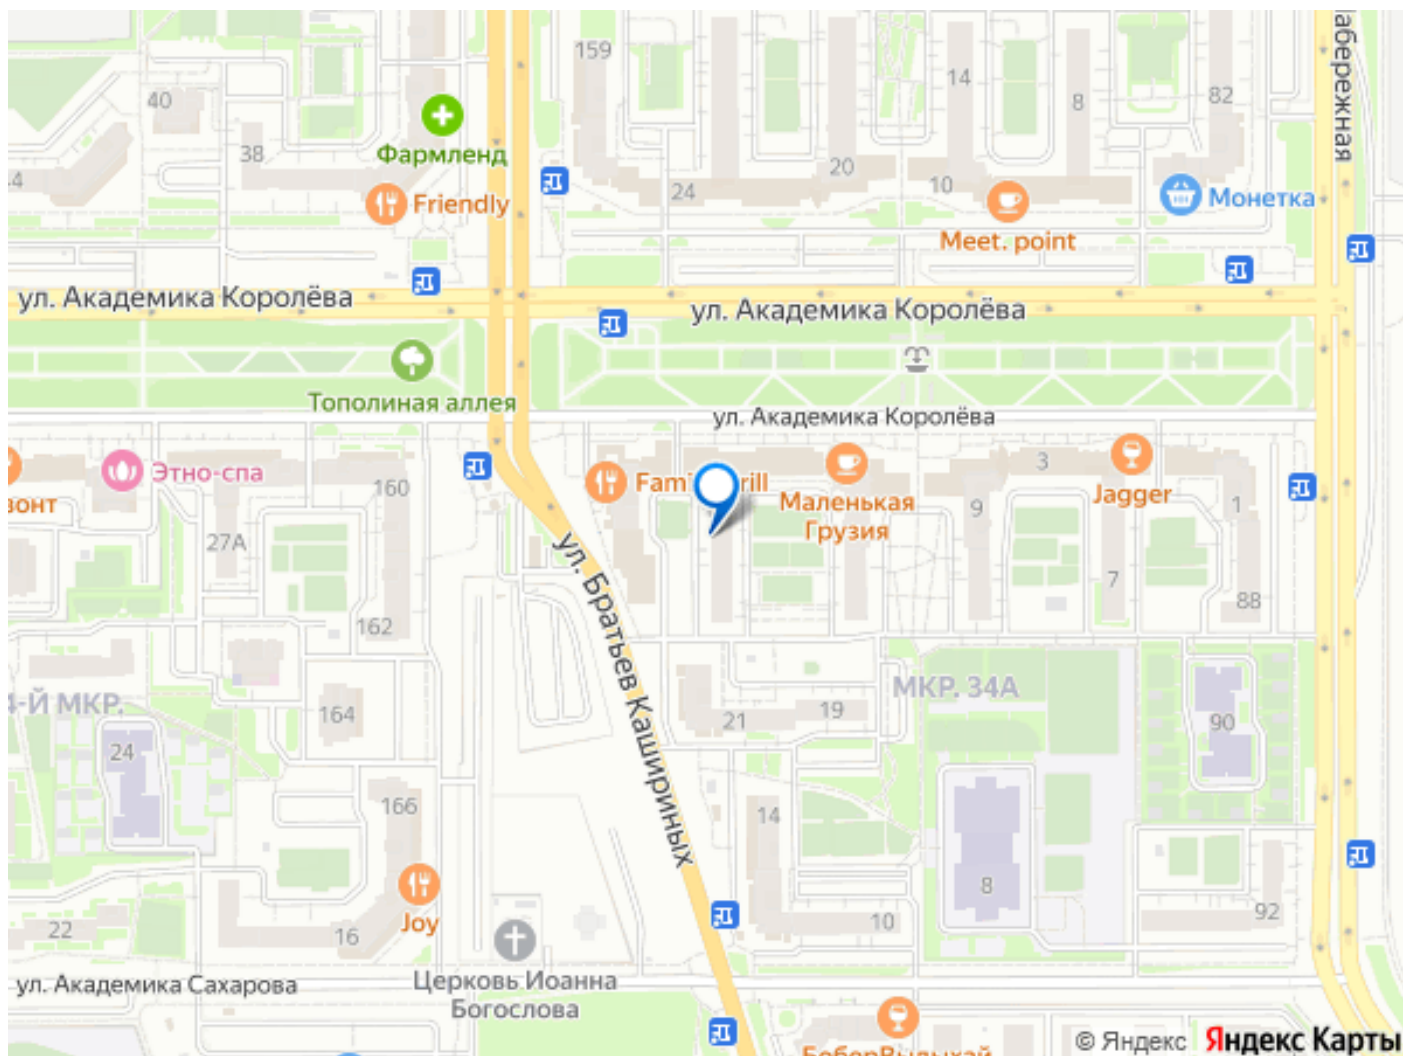 159
14
8
82
40
38
Фармленд
20
24
10
Friendly
Монетка
Meet. point
Набережная
ул. Академика Королёва
ул. Академика Королёва
Тополиная аллея
ул. Академика Королёва
Этно-спа
160
Маленькая
Грузия
3
Jagger
9
1
27А
7
88
162
ул. Братьев Кашириных
МКР. 34А
164
21
19
90
24
166
14
8
Joy
10
92
22
16
ул. Академика Сахарова
Церковь Иоанна
Богослова
© Яндекс Яндекс Карты